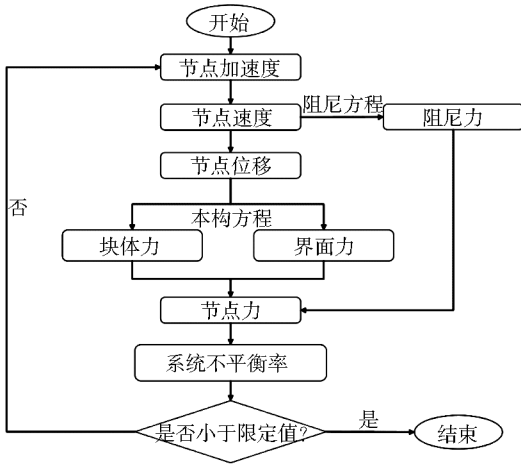 开始
节点加速度
节点速度
阻尼方程
阻尼力
节点位移
否
本构方程
块体力
界面力
节点力
系统不平衡率
是否小于限定值?
是
结束